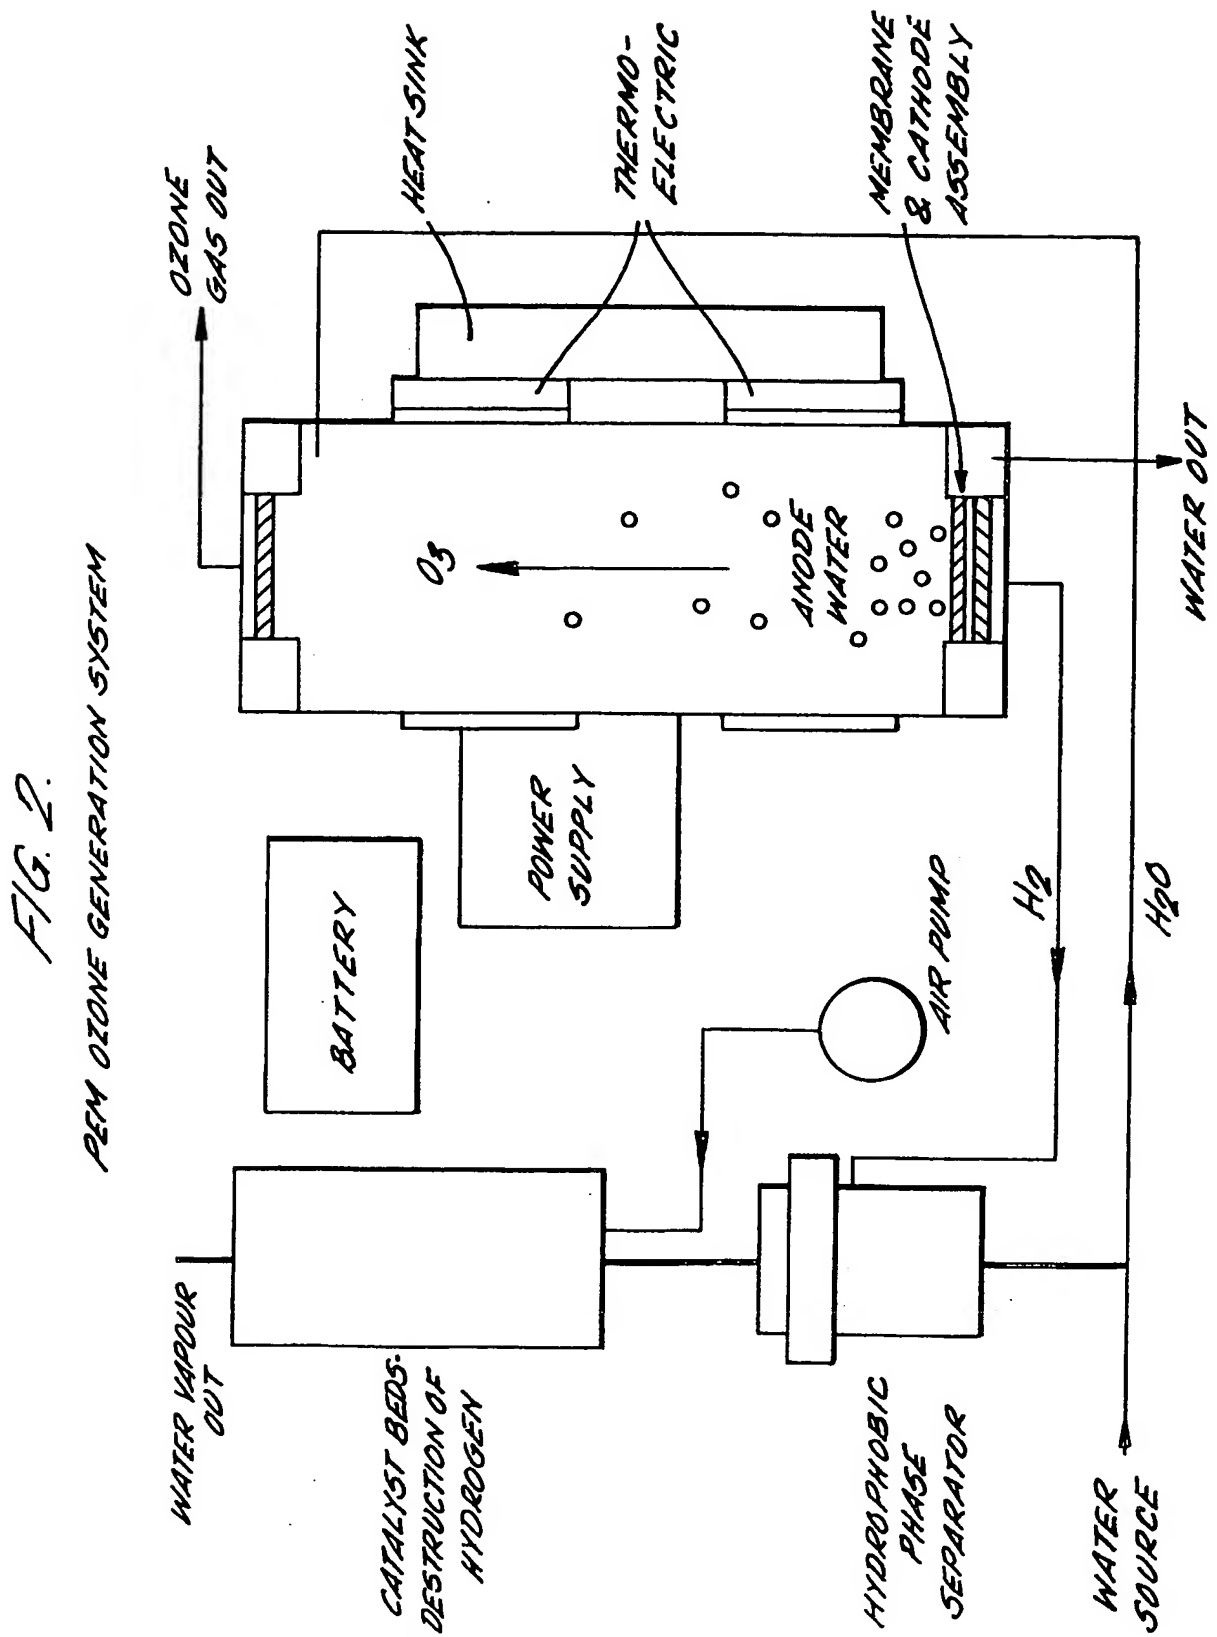 FIG. 2.
PEM OZONE GENERATION SYSTEM
WATER VAPOUR
OUT
CATALYST BEDS-
DESTRUCTION OF
HYDROGEN
HYDROPHOBIC
PHASE
SEPARATOR
WATER
SOURCE
BATTERY
POWER
SUPPLY
AIR PUMP
H2
H2O
O3
ANODE
WATER
OZONE
GAS OUT
HEAT SINK
THERMO-
ELECTRIC
MEMBRANE
& CATHODE
ASSEMBLY
WATER OUT